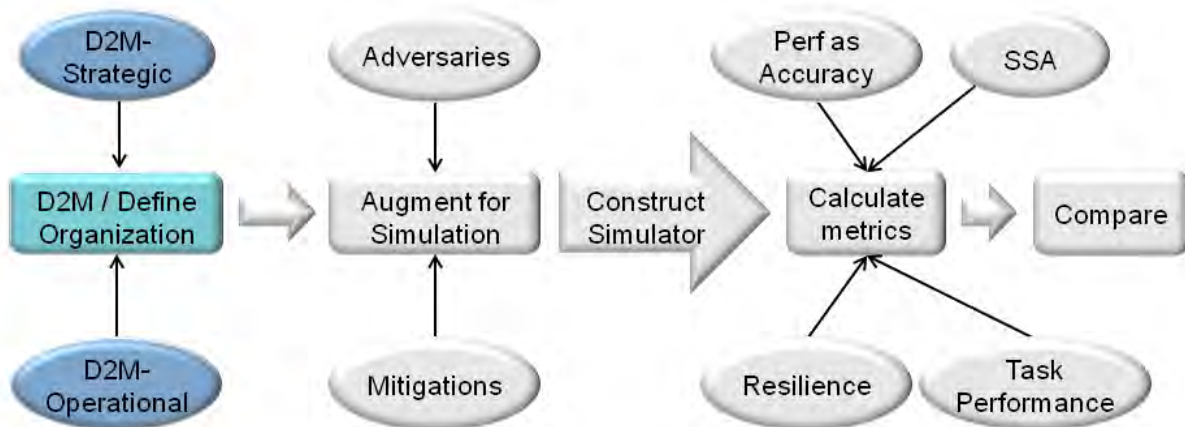 D2M-
Strategic
Adversaries
Perf as
Accuracy
SSA
D2M / Define
Organization
Augment for
Simulation
Construct
Simulator
Calculate
metrics
Compare
D2M-
Operational
Mitigations
Resilience
Task
Performance